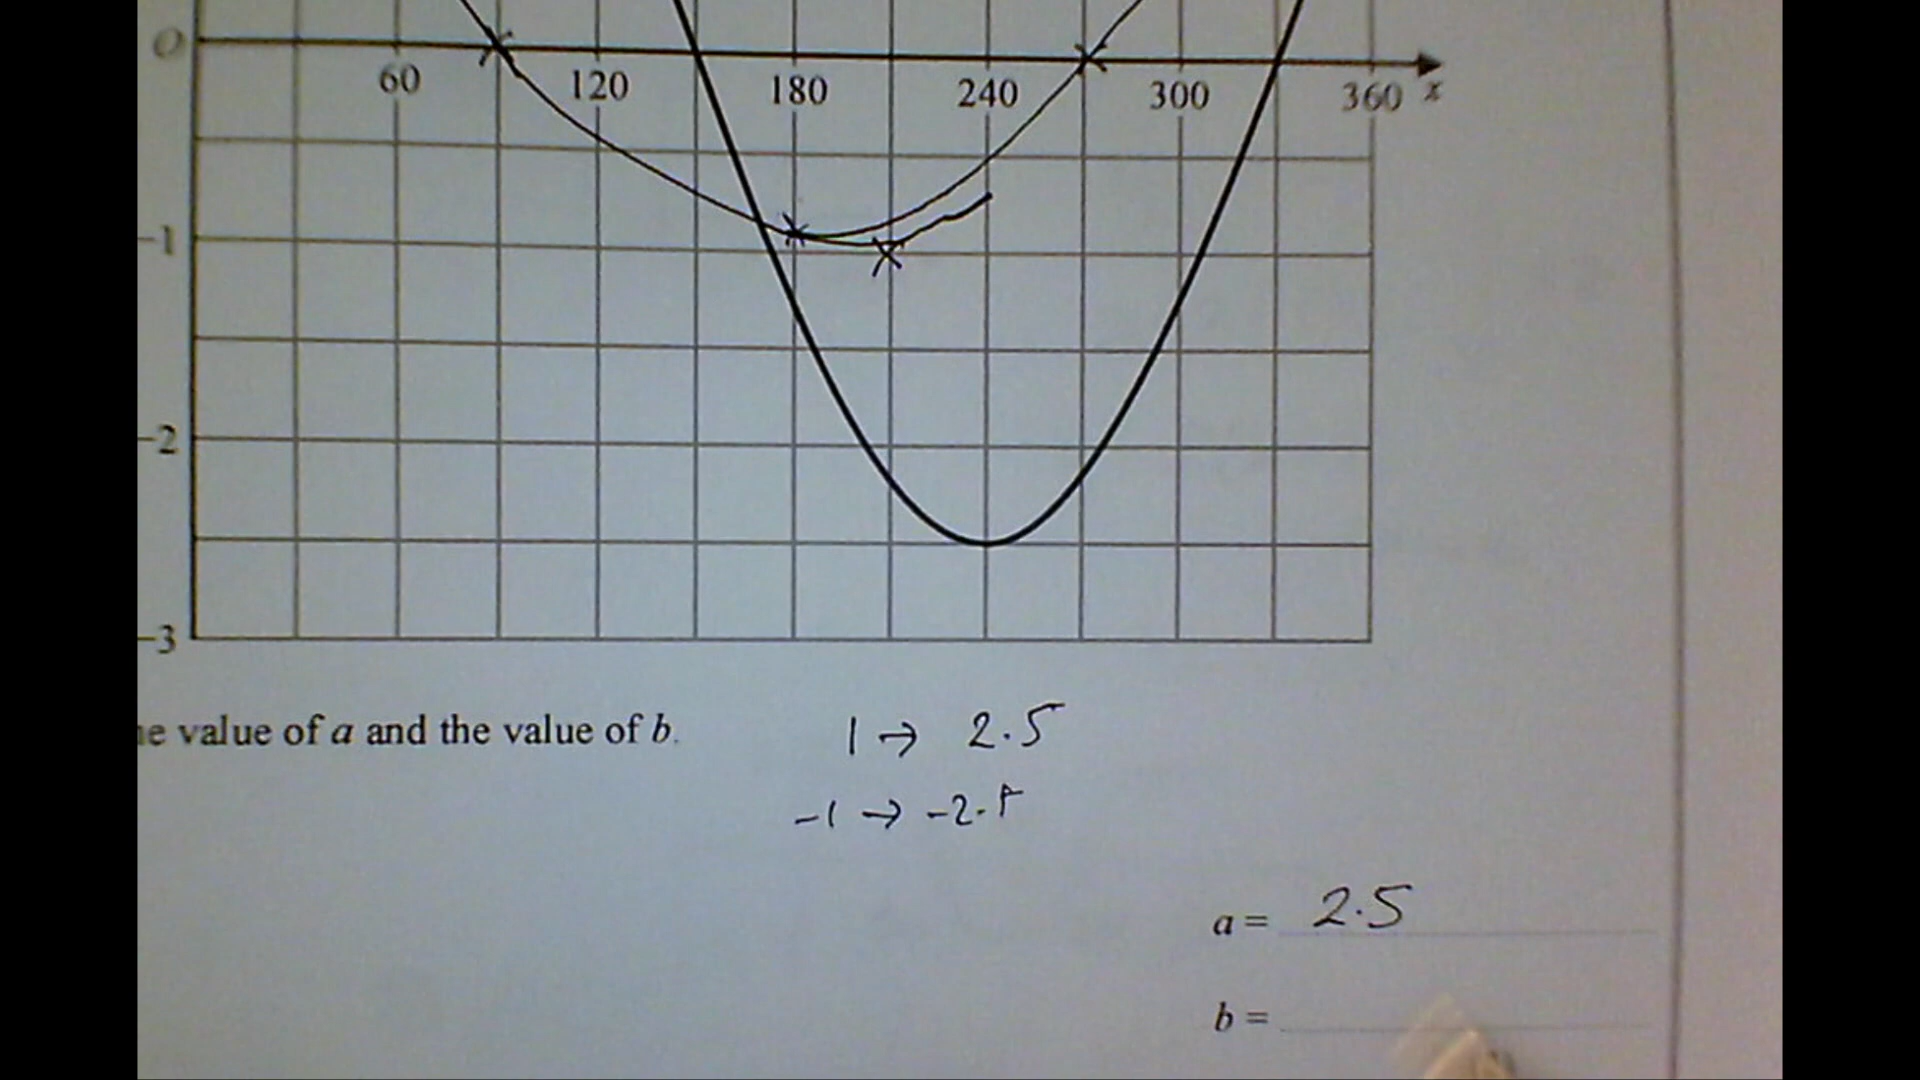 O
60 120 180 240 300 360 x
-1
-2
-3
e value of a and the value of b.
1 → 2.5
-1 → -2.5
a = 2.5
b =